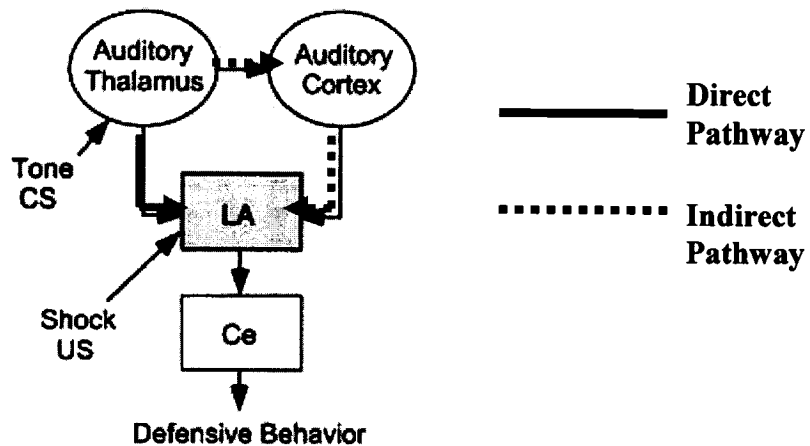 Auditory
Thalamus
Auditory
Cortex
Direct
Pathway
Tone
CS
LA
Indirect
Pathway
Shock
US
Ce
Defensive Behavior